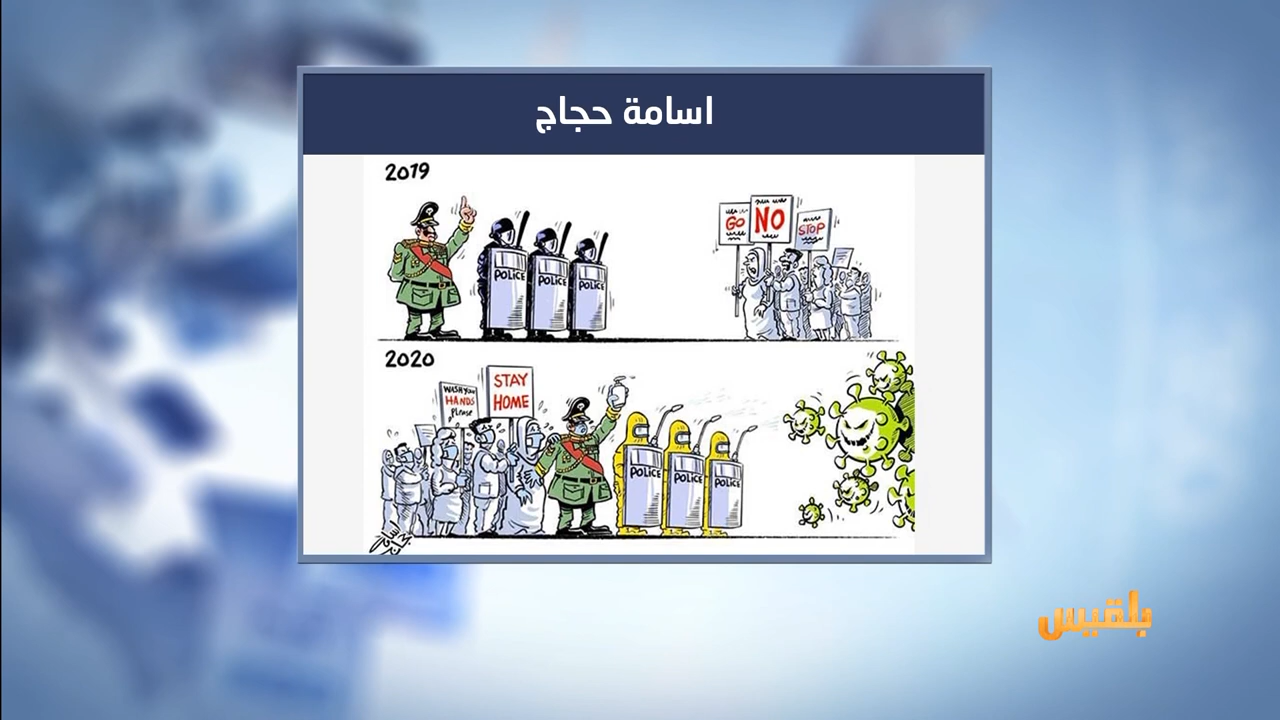 اسامة حجاج
2019
GO
NO
STOP
POLICE
POLICE
POLICE
2020
WASH YOUR
HANDS
Please
STAY
HOME
POLICE
POLICE
POLICE
بلقيس